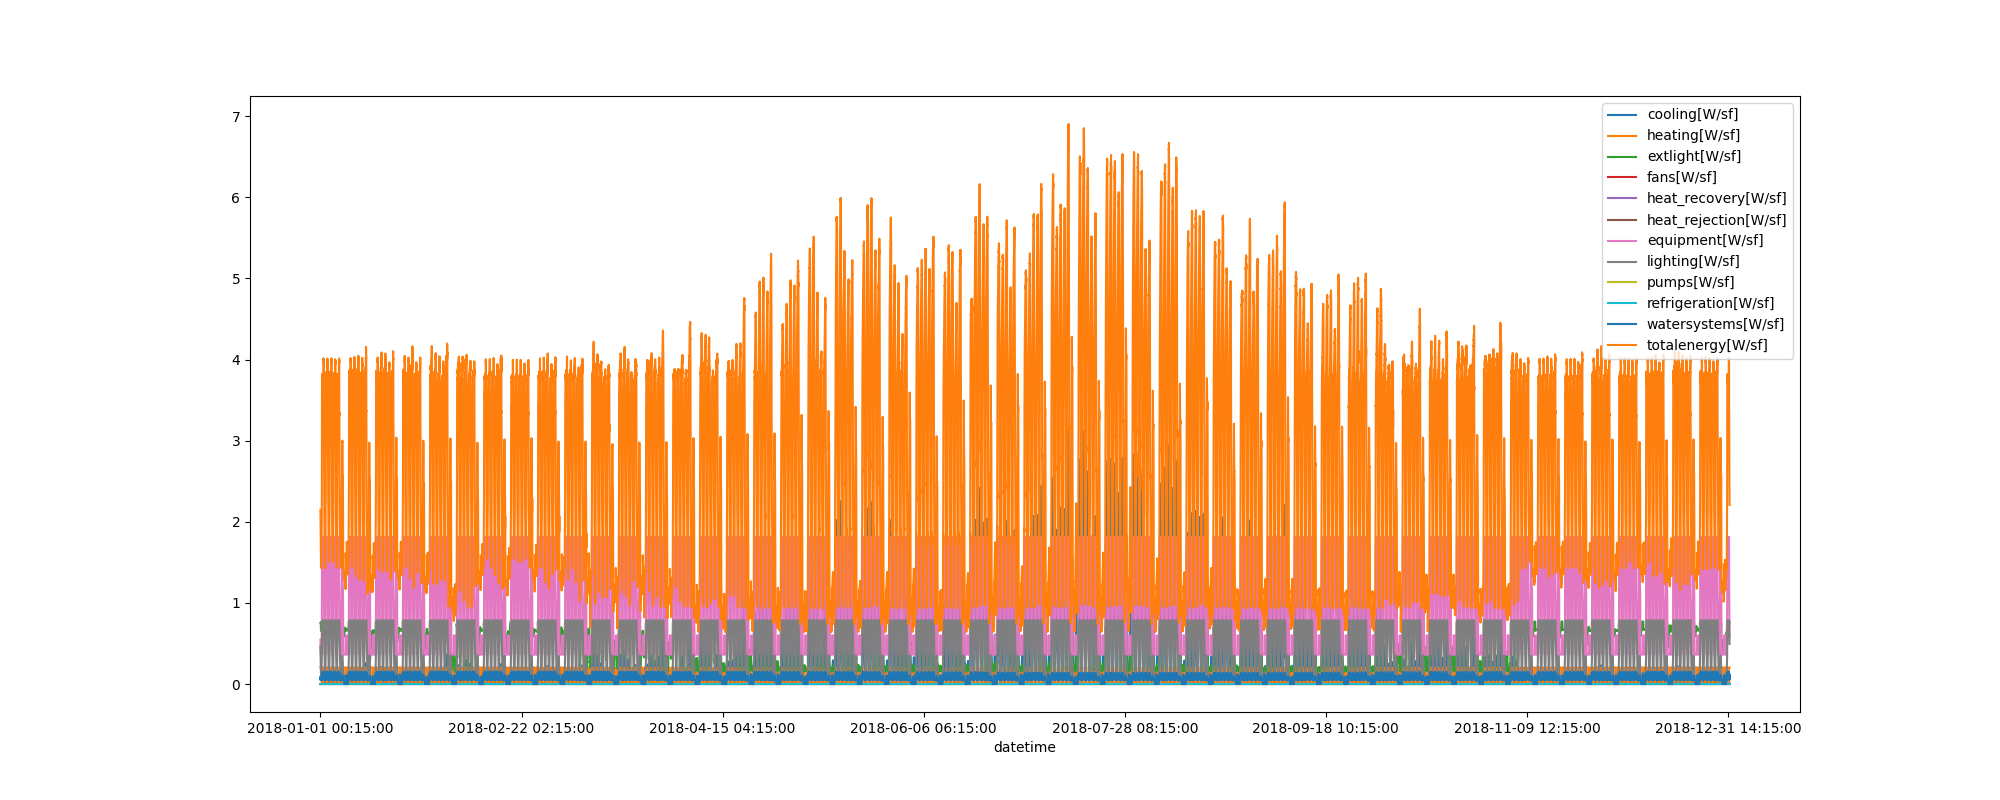 7
6
5
4
3
2
1
0
cooling[W/sf]
heating[W/sf]
extlight[W/sf]
fans[W/sf]
heat_recovery[W/sf]
heat_rejection[W/sf]
equipment[W/sf]
lighting[W/sf]
pumps[W/sf]
refrigeration[W/sf]
watersystems[W/sf]
totalenergy[W/sf]
2018-01-01 00:15:00 2018-02-22 02:15:00 2018-04-15 04:15:00 2018-06-06 06:15:00 2018-07-28 08:15:00 2018-09-18 10:15:00 2018-11-09 12:15:00 2018-12-31 14:15:00
datetime